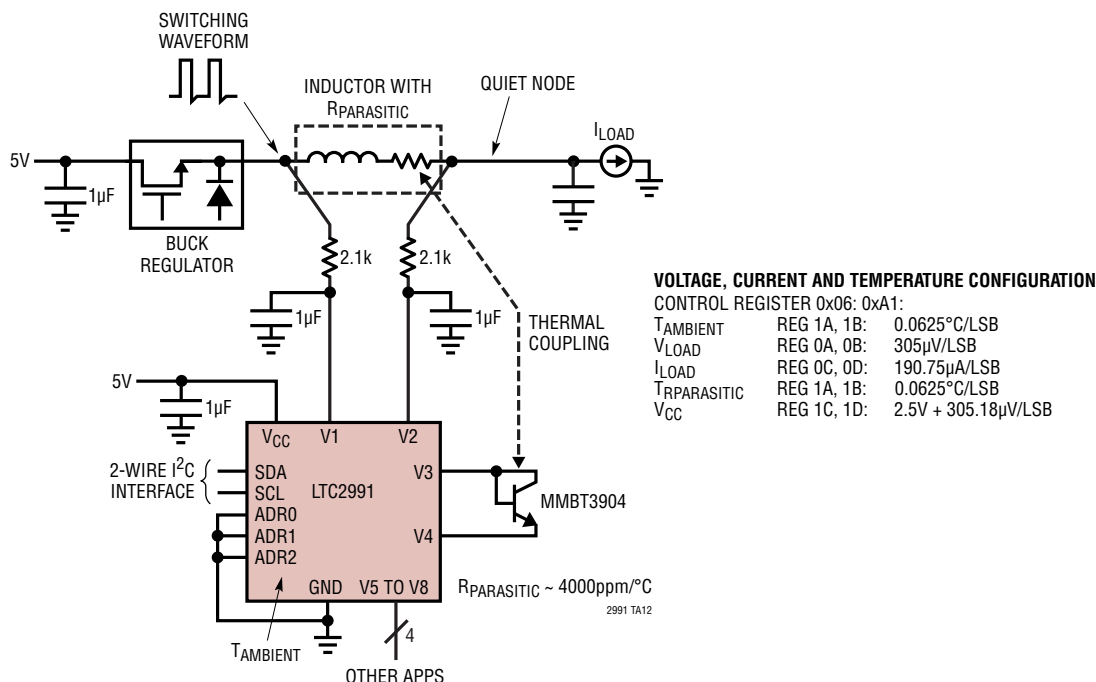 SWITCHING
WAVEFORM
INDUCTOR WITH
RPARASITIC
QUIET NODE
ILOAD
5V
1µF
BUCK
REGULATOR
2.1k
2.1k
1µF
1µF
THERMAL
COUPLING
5V
1µF
VCC
V1
V2
2-WIRE I2C
INTERFACE
SDA
SCL
ADR0
ADR1
ADR2
LTC2991
V3
V4
MMBT3904
GND
V5 TO V8
TAMBIENT
4
OTHER APPS
RPARASITIC ~ 4000ppm/°C
2991 TA12
VOLTAGE, CURRENT AND TEMPERATURE CONFIGURATION
CONTROL REGISTER 0x06: 0xA1:
TAMBIENT REG 1A, 1B: 0.0625°C/LSB
VLOAD REG 0A, 0B: 305µV/LSB
ILOAD REG 0C, 0D: 190.75µA/LSB
TRPARASITIC REG 1A, 1B: 0.0625°C/LSB
VCC REG 1C, 1D: 2.5V + 305.18µV/LSB